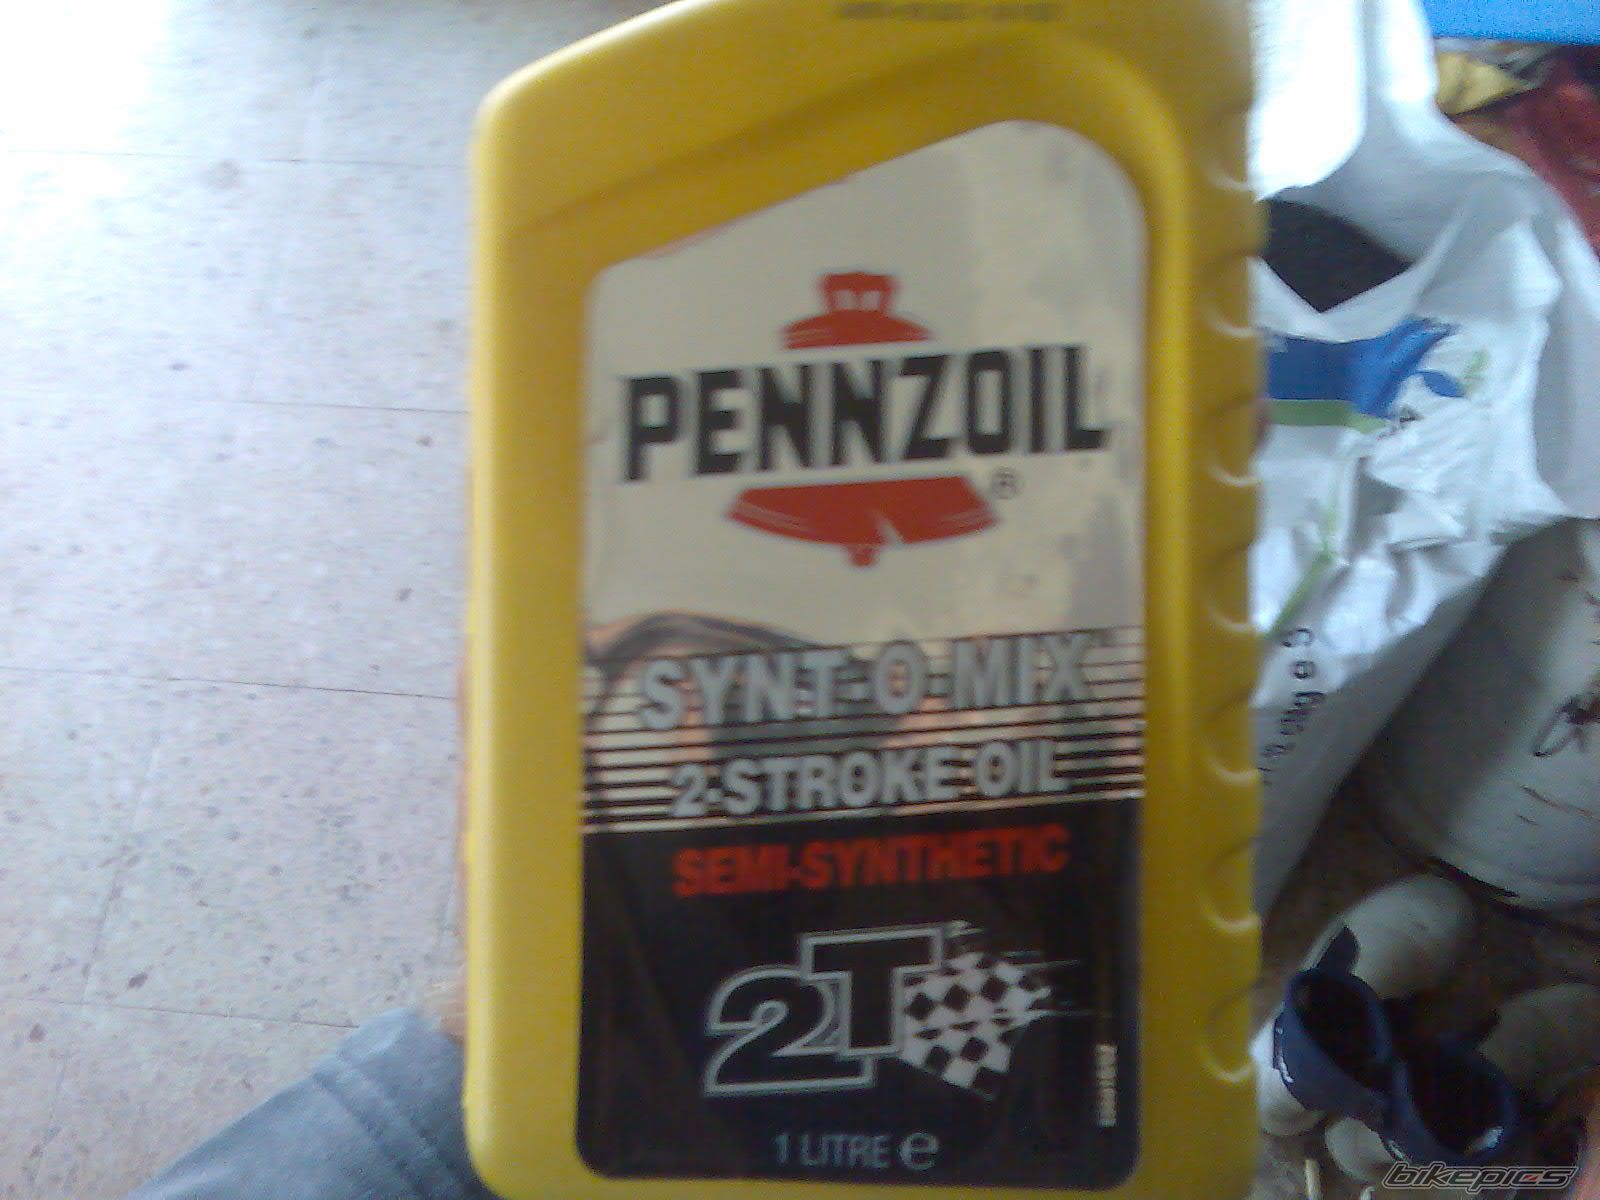 PENNZOIL
®
SYNT-O-MIX
2-STROKE OIL
SEMI-SYNTHETIC
2T
1 LITRE e
bikepics